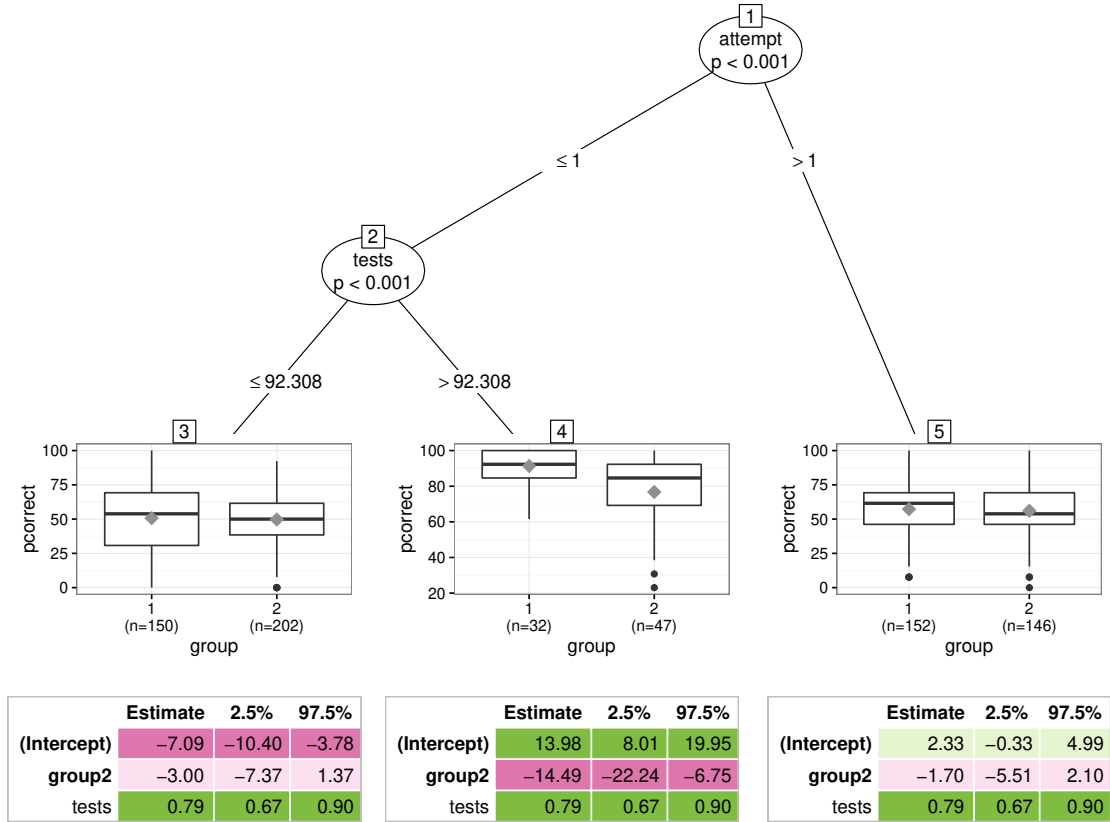 1
attempt
p < 0.001
≤ 1
> 1
2
tests
p < 0.001
≤ 92.308
> 92.308
3
pcorrect
100
75
50
25
0
1
2
(n=150)
(n=202)
group
4
pcorrect
100
80
60
40
20
1
2
(n=32)
(n=47)
group
5
pcorrect
100
75
50
25
0
1
2
(n=152)
(n=146)
group
Estimate 2.5% 97.5%
(Intercept) −7.09 −10.40 −3.78
group2 −3.00 −7.37 1.37
tests 0.79 0.67 0.90
Estimate 2.5% 97.5%
(Intercept) 13.98 8.01 19.95
group2 −14.49 −22.24 −6.75
tests 0.79 0.67 0.90
Estimate 2.5% 97.5%
(Intercept) 2.33 −0.33 4.99
group2 −1.70 −5.51 2.10
tests 0.79 0.67 0.90